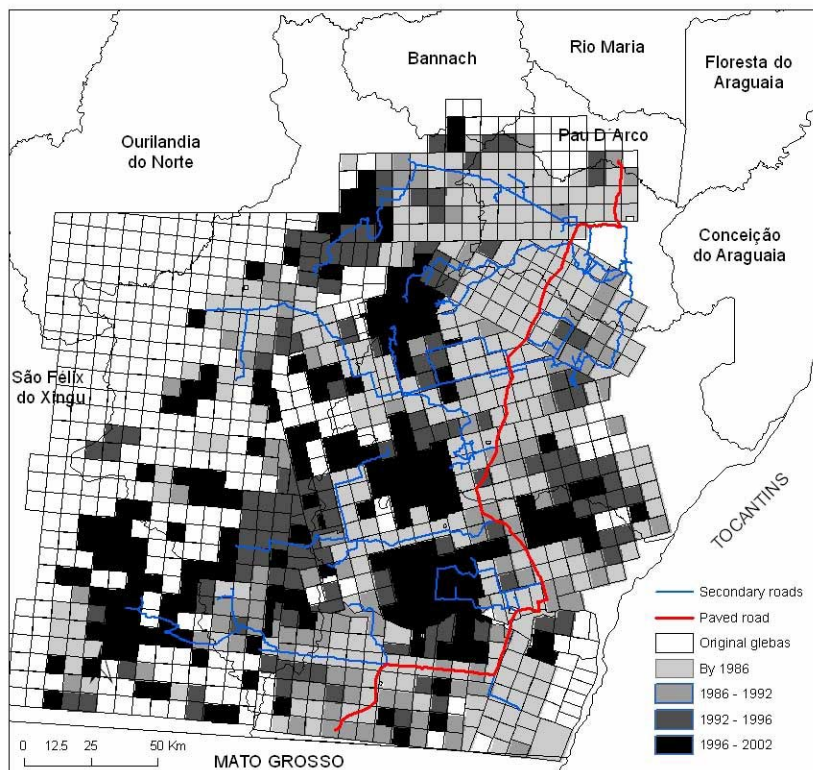 Rio Maria
Bannach
Floresta do
Araguaia
Pau D´Arco
Ourilandia
do Norte
Conceição
do Araguaia
São Félix
do Xingu
TOCANTINS
Secondary roads
Paved road
Original glebas
By 1986
1986 - 1992
1992 - 1996
1996 - 2002
0 12.5 25 50 Km
MATO GROSSO